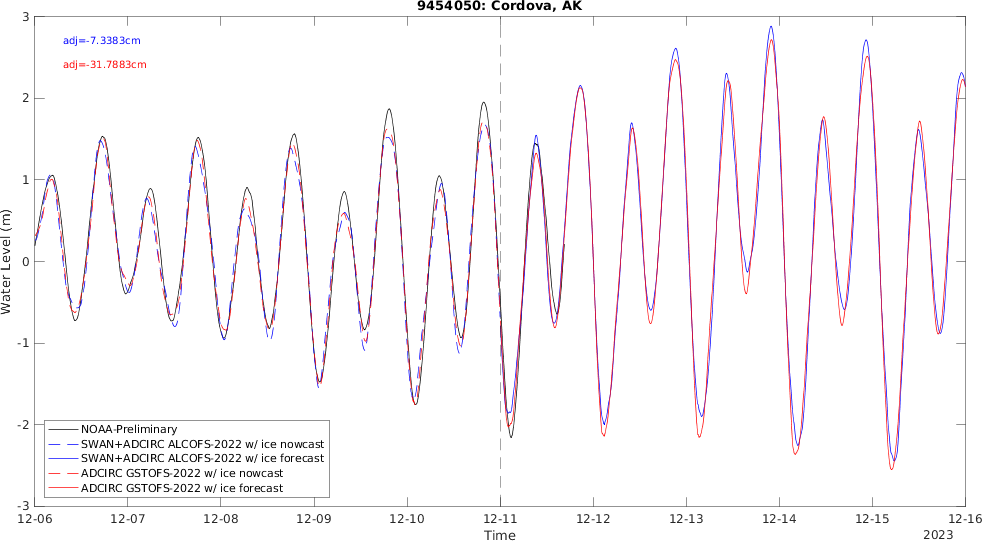 9454050: Cordova, AK
adj=-7.3383cm
adj=-31.7883cm
3
2
1
0
-1
-2
-3
Water Level (m)
NOAA-Preliminary
SWAN+ADCIRC ALCOFS-2022 w/ ice nowcast
SWAN+ADCIRC ALCOFS-2022 w/ ice forecast
ADCIRC GSTOFS-2022 w/ ice nowcast
ADCIRC GSTOFS-2022 w/ ice forecast
12-06 12-07 12-08 12-09 12-10 12-11 12-12 12-13 12-14 12-15 12-16
Time
2023